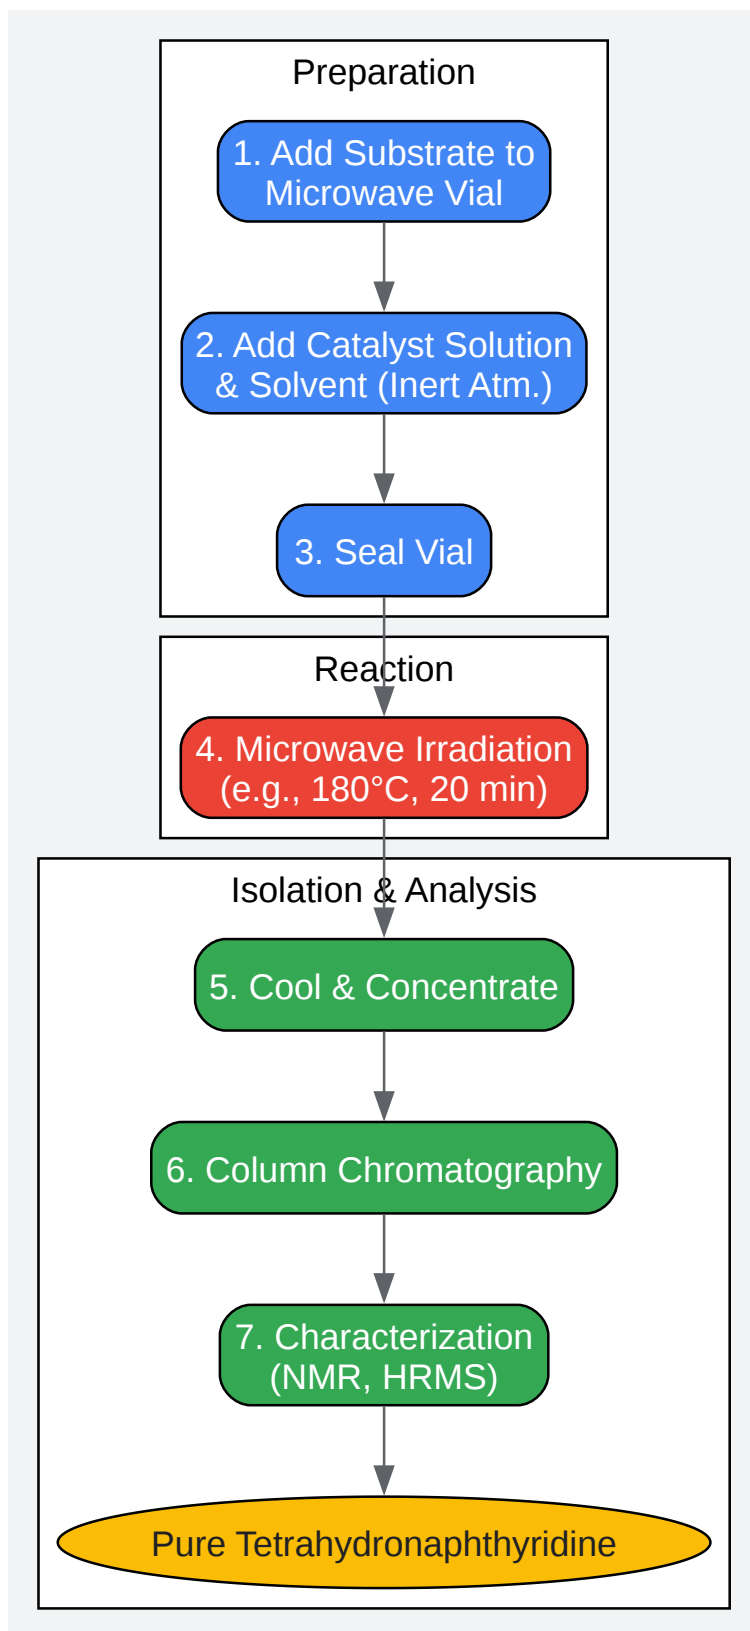 Preparation
1. Add Substrate to
Microwave Vial
2. Add Catalyst Solution
& Solvent (Inert Atm.)
3. Seal Vial
Reaction
4. Microwave Irradiation
(e.g., 180°C, 20 min)
Isolation & Analysis
5. Cool & Concentrate
6. Column Chromatography
7. Characterization
(NMR, HRMS)
Pure Tetrahydronaphthyridine